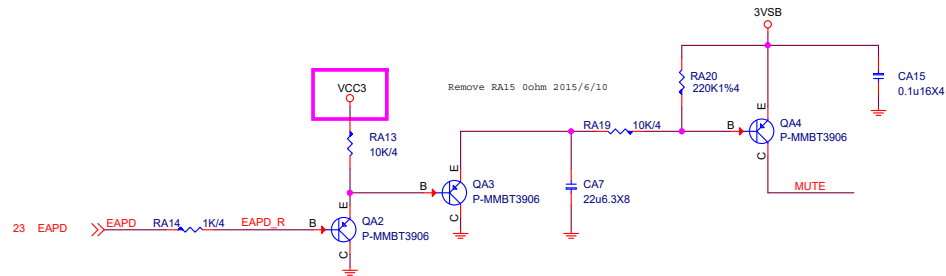 3VSB
VCC3
Remove RA15 0ohm 2015/6/10
RA20
220K1%4
CA15
0.1u16X4
RA13
10K/4
RA19 10K/4
B
E
C
QA4
P-MMBT3906
MUTE
B
E
C
QA3
P-MMBT3906
CA7
22u6.3X8
23 EAPD
EAPD
RA14 1K/4
EAPD_R
B
E
C
QA2
P-MMBT3906